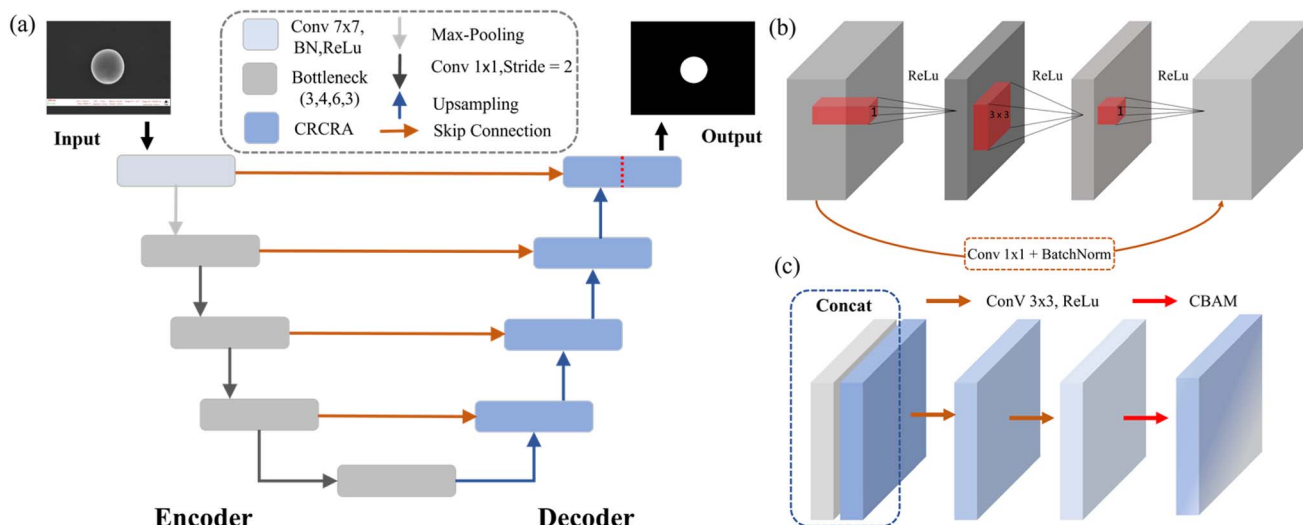 (a)
Conv 7x7,
BN,ReLu
Bottleneck
(3,4,6,3)
CRCRA
Max-Pooling
Conv 1x1,Stride = 2
Upsampling
Skip Connection
Input
Output
Encoder
Decoder
(b)
ReLu
ReLu
ReLu
1
3 x 3
1
Conv 1x1 + BatchNorm
(c)
Concat
ConV 3x3, ReLu
CBAM